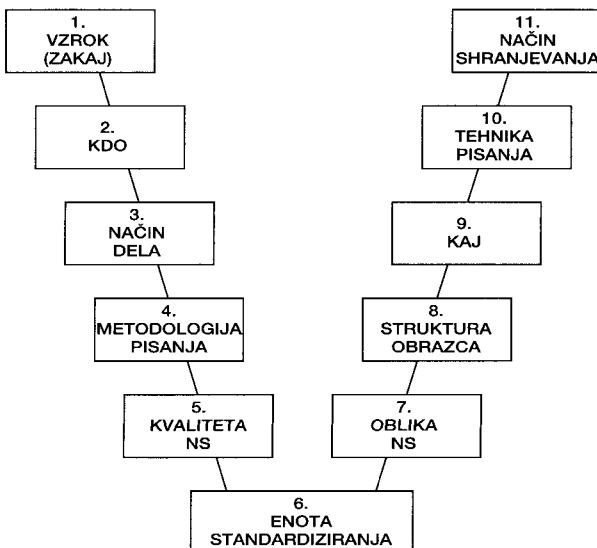 1.
VZROK
(ZAKAJ)
2.
KDO
3.
NAČIN
DELA
4.
METODOLOGIJA
PISANJA
5.
KVALITETA
NS
6.
ENOTA
STANDARDIZIRANJA
7.
OBLIKA
NS
8.
STRUKTURA
OBRAZCA
9.
KAJ
10.
TEHNIKA
PISANJA
11.
NAČIN
SHRANJEVANJA